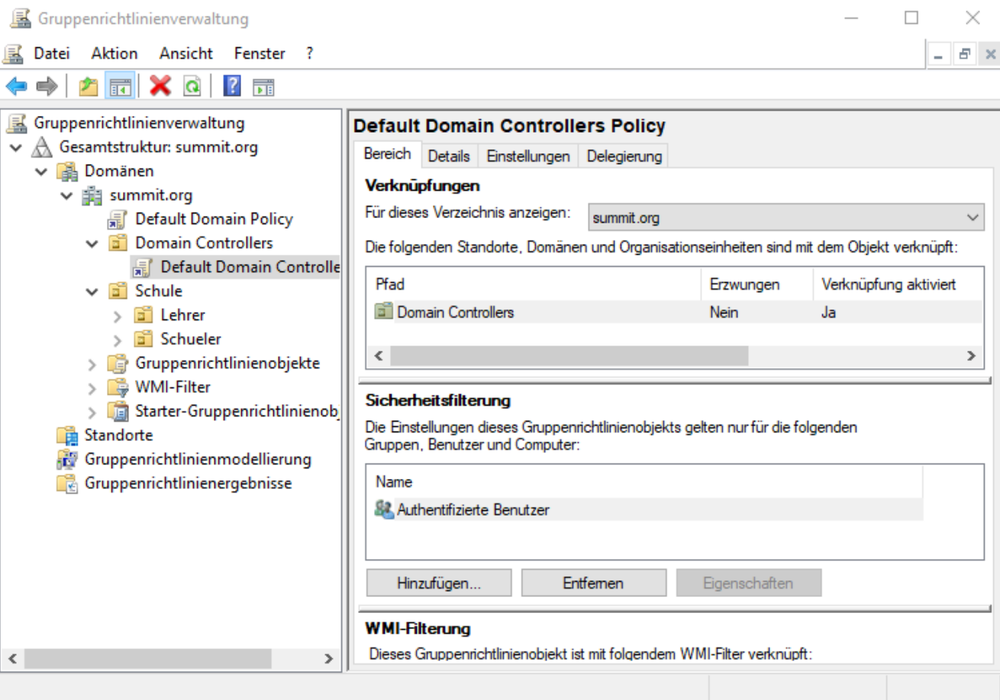 Gruppenrichtlinienverwaltung
Datei Aktion Ansicht Fenster ?
Gruppenrichtlinienverwaltung
Gesamtstruktur: summit.org
Domänen
summit.org
Default Domain Policy
Domain Controllers
Default Domain Controlle
Schule
Lehrer
Schueler
Gruppenrichtlinienobjekte
WMI-Filter
Starter-Gruppenrichtlinienobj
Standorte
Gruppenrichtlinienmodellierung
Gruppenrichtlinienergebnisse
Default Domain Controllers Policy
Bereich Details Einstellungen Delegierung
Verknüpfungen
Für dieses Verzeichnis anzeigen: summit.org
Die folgenden Standorte, Domänen und Organisationseinheiten sind mit dem Objekt verknüpft:
Pfad Erzwungen Verknüpfung aktiviert
Domain Controllers Nein Ja
Sicherheitsfilterung
Die Einstellungen dieses Gruppenrichtlinienobjekts gelten nur für die folgenden
Gruppen, Benutzer und Computer:
Name
Authentifizierte Benutzer
Hinzufügen... Entfernen Eigenschaften
WMI-Filterung
Dieses Gruppenrichtlinienobjekt ist mit folgendem WMI-Filter verknüpft: